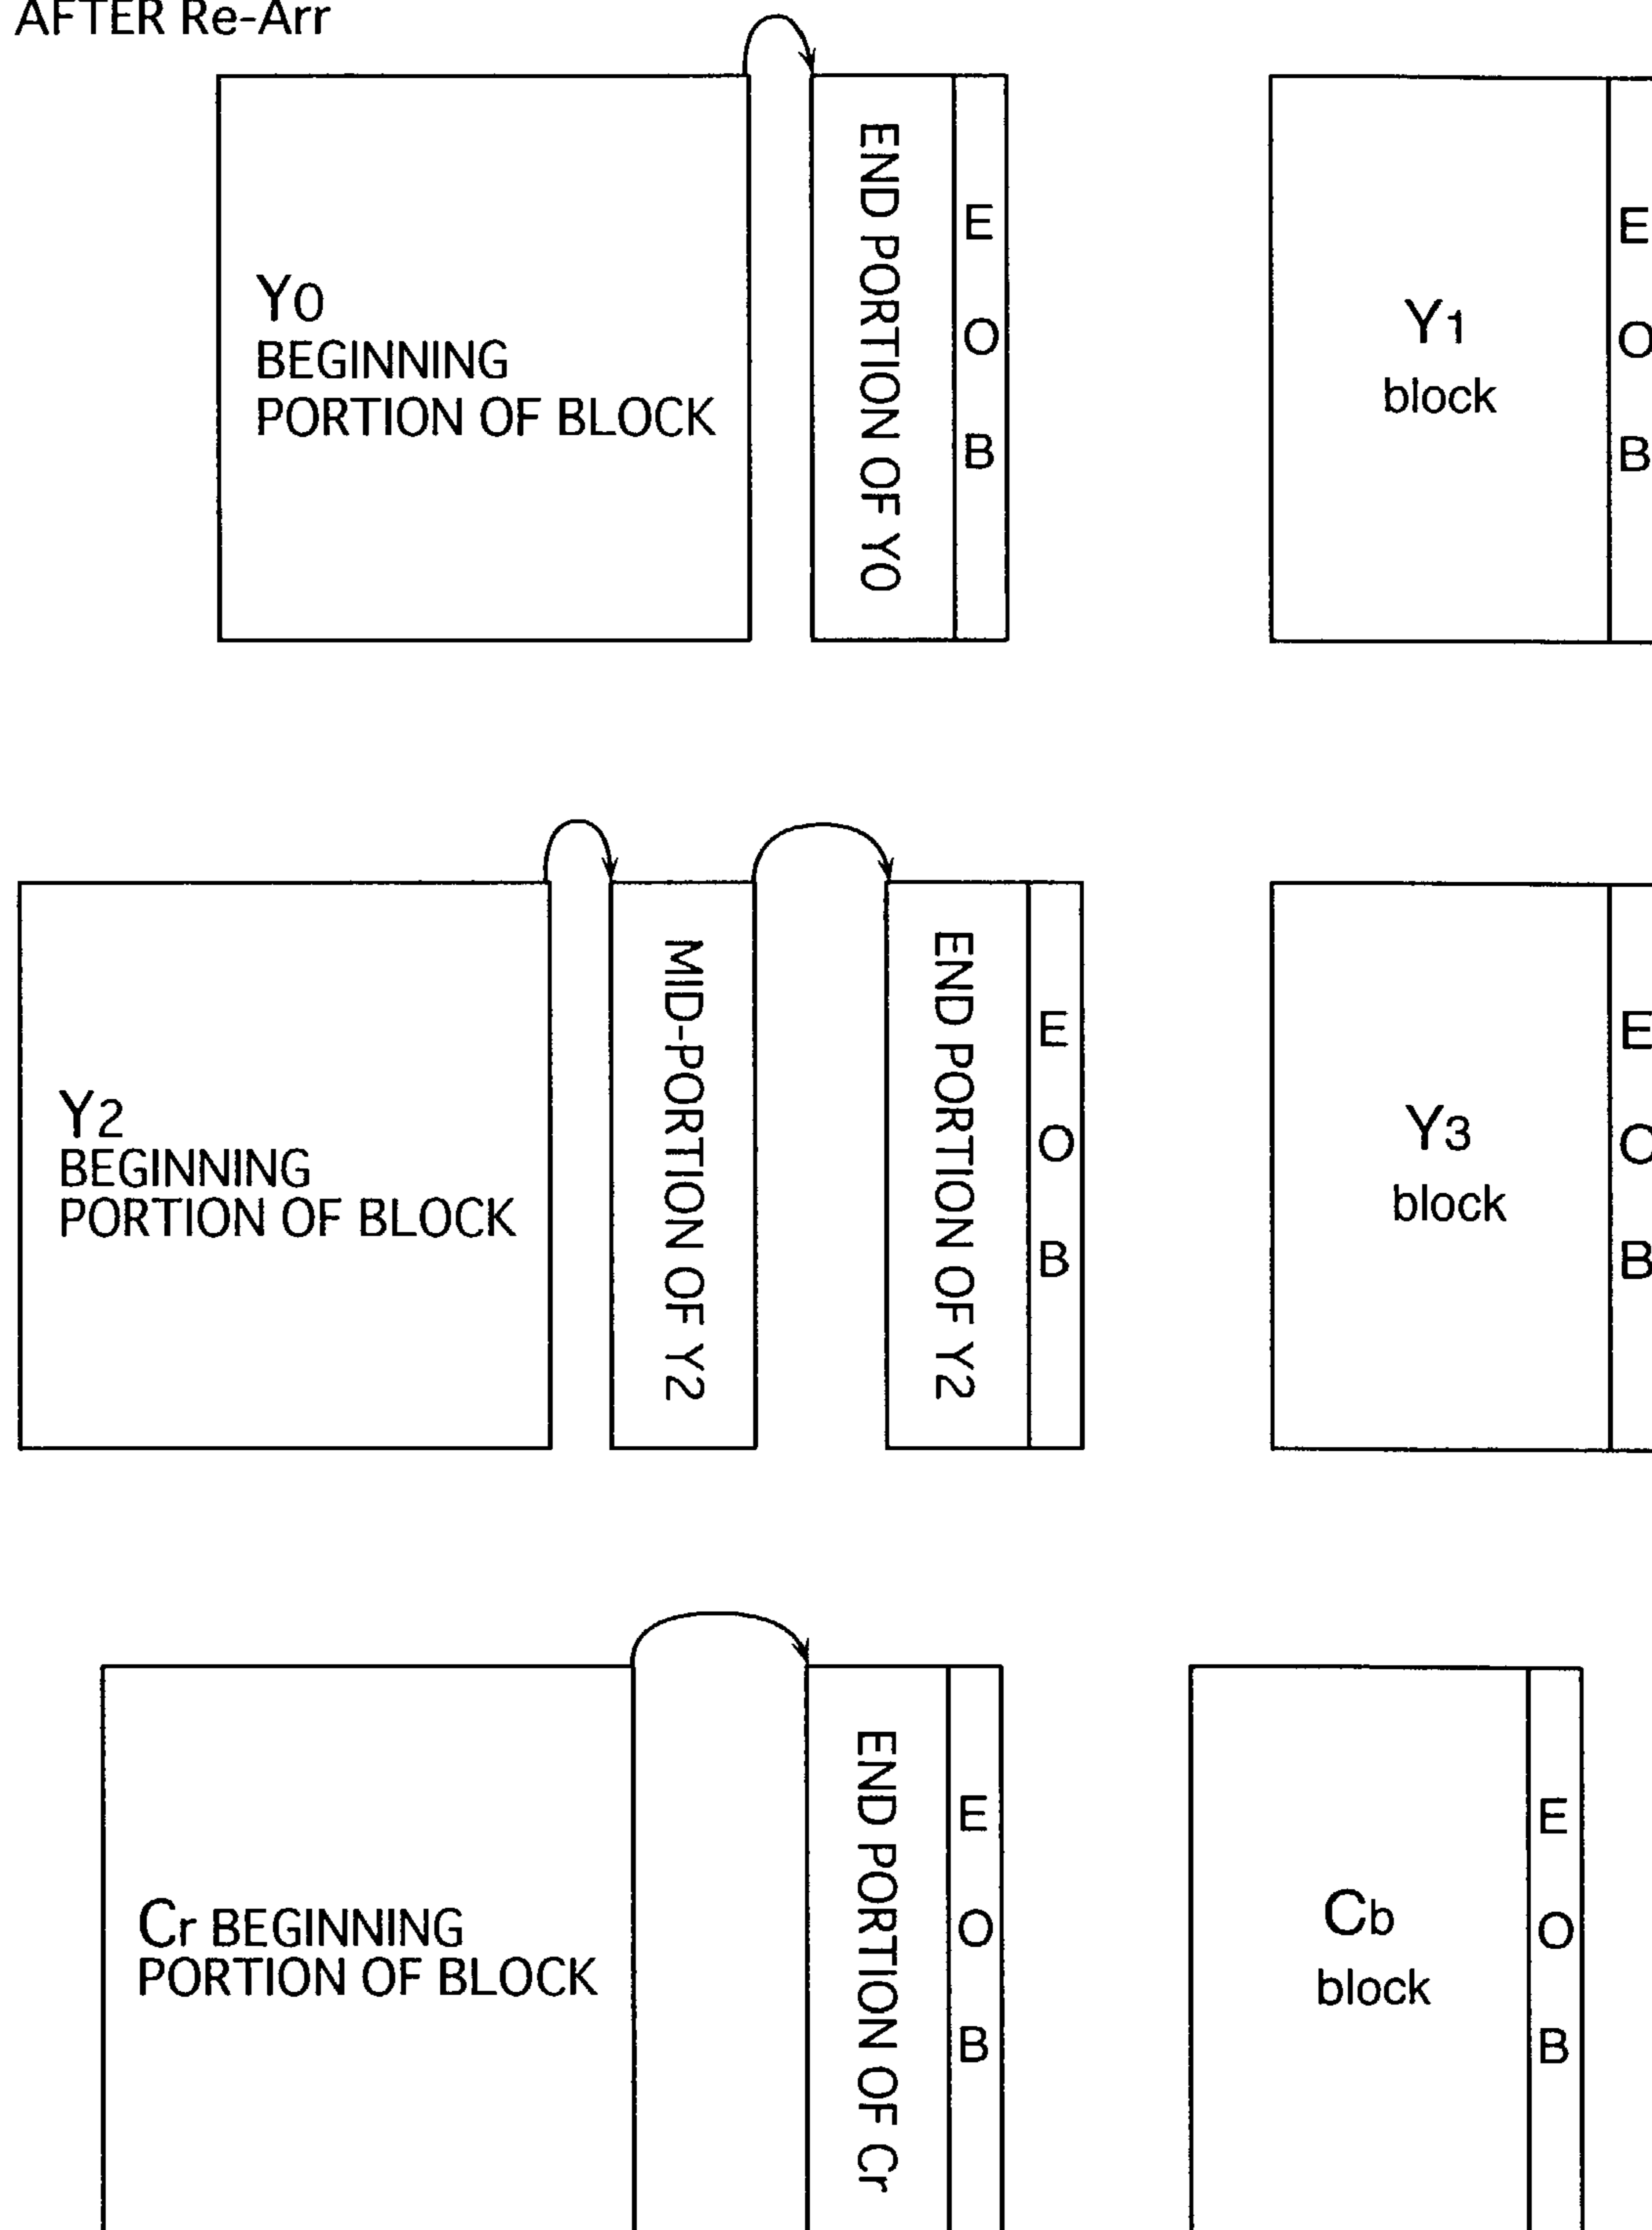 AFTER Re-Arr
Y0
BEGINNING
PORTION OF BLOCK
END PORTION OF Y0
E
O
B
Y1
block
E
O
B
Y2
BEGINNING
PORTION OF BLOCK
MID-PORTION OF Y2
END PORTION OF Y2
E
O
B
Y3
block
E
O
B
Cr BEGINNING
PORTION OF BLOCK
END PORTION OF Cr
E
O
B
Cb
block
E
O
B